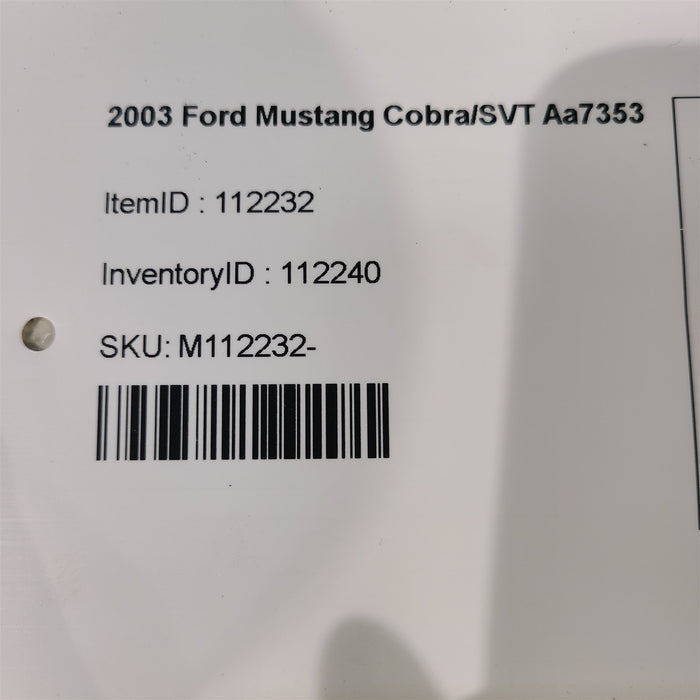 2003 Ford Mustang Cobra/SVT Aa7353
ItemID : 112232
InventoryID : 112240
SKU: M112232-